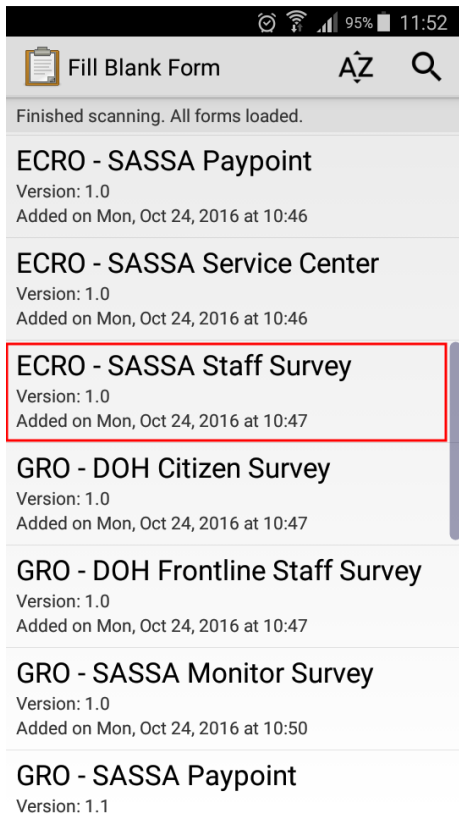 95% 11:52
Fill Blank Form
AZ
Finished scanning. All forms loaded.
ECRO - SASSA Paypoint
Version: 1.0
Added on Mon, Oct 24, 2016 at 10:46
ECRO - SASSA Service Center
Version: 1.0
Added on Mon, Oct 24, 2016 at 10:46
ECRO - SASSA Staff Survey
Version: 1.0
Added on Mon, Oct 24, 2016 at 10:47
GRO - DOH Citizen Survey
Version: 1.0
Added on Mon, Oct 24, 2016 at 10:47
GRO - DOH Frontline Staff Survey
Version: 1.0
Added on Mon, Oct 24, 2016 at 10:47
GRO - SASSA Monitor Survey
Version: 1.0
Added on Mon, Oct 24, 2016 at 10:50
GRO - SASSA Paypoint
Version: 1.1